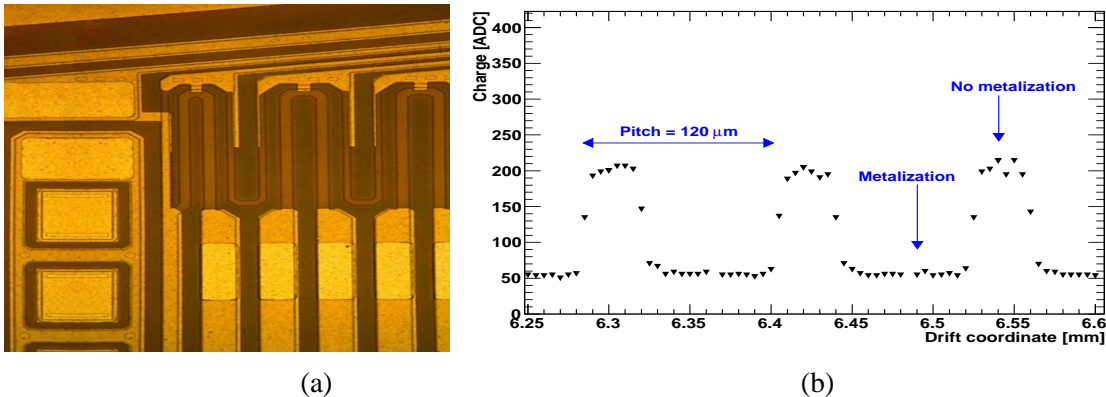 Charge [ADC]
400
350
300
250
200
150
100
50
0
No metalization
Pitch = 120 μm
Metalization
6.25 6.3 6.35 6.4 6.45 6.5 6.55 6.6
Drift coordinate [mm]
(a) (b)